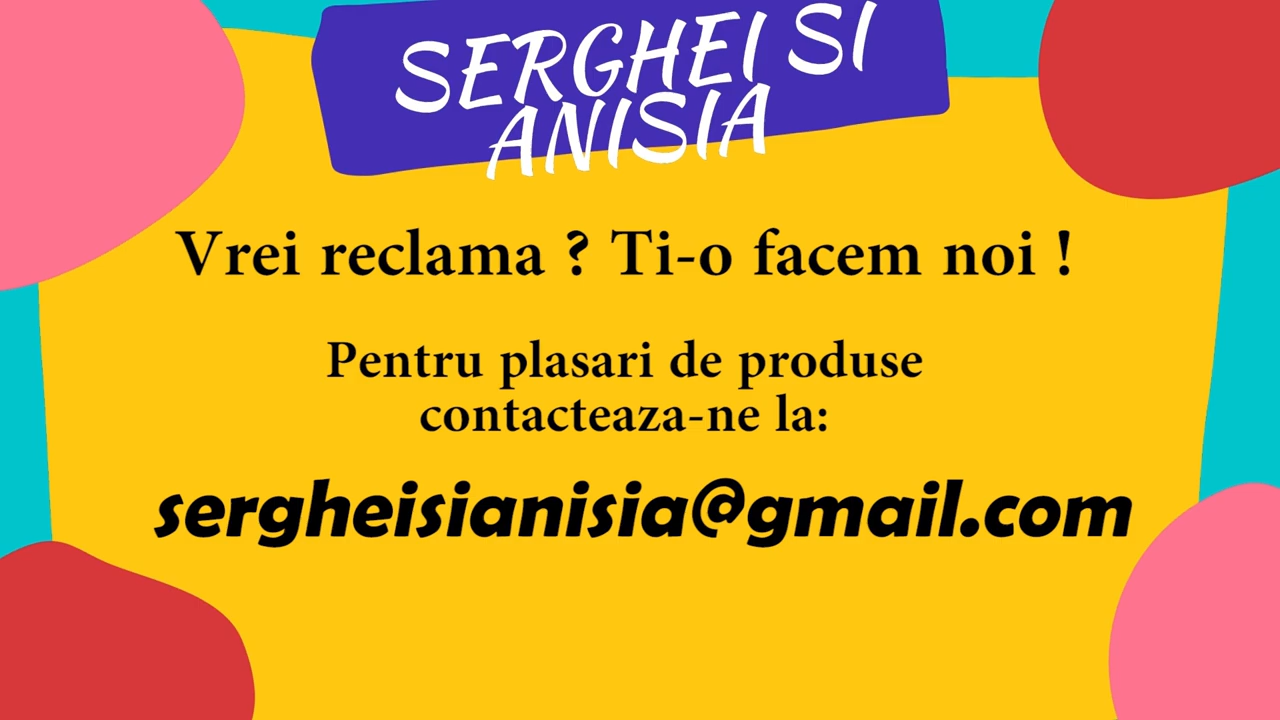 SERGHEI SI
ANISIA
Vrei reclama ? Ti-o facem noi !
Pentru plasari de produse
contacteaza-ne la:
sergheisianisia@gmail.com